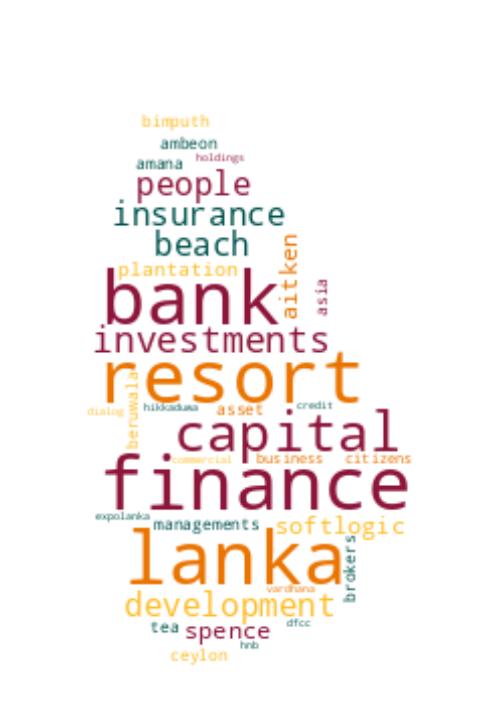 bimputh
ambeon
amana
holdings
people
insurance
beach
aitken
plantation
asia
bank
investments
resort
beruwala
dialog
hikkaduwa
asset
credit
capital
commercial
business
citizens
finance
expolanka
managements
softlogic
lanka
brokers
vardhana
development
tea
spence
dfcc
hnb
ceylon